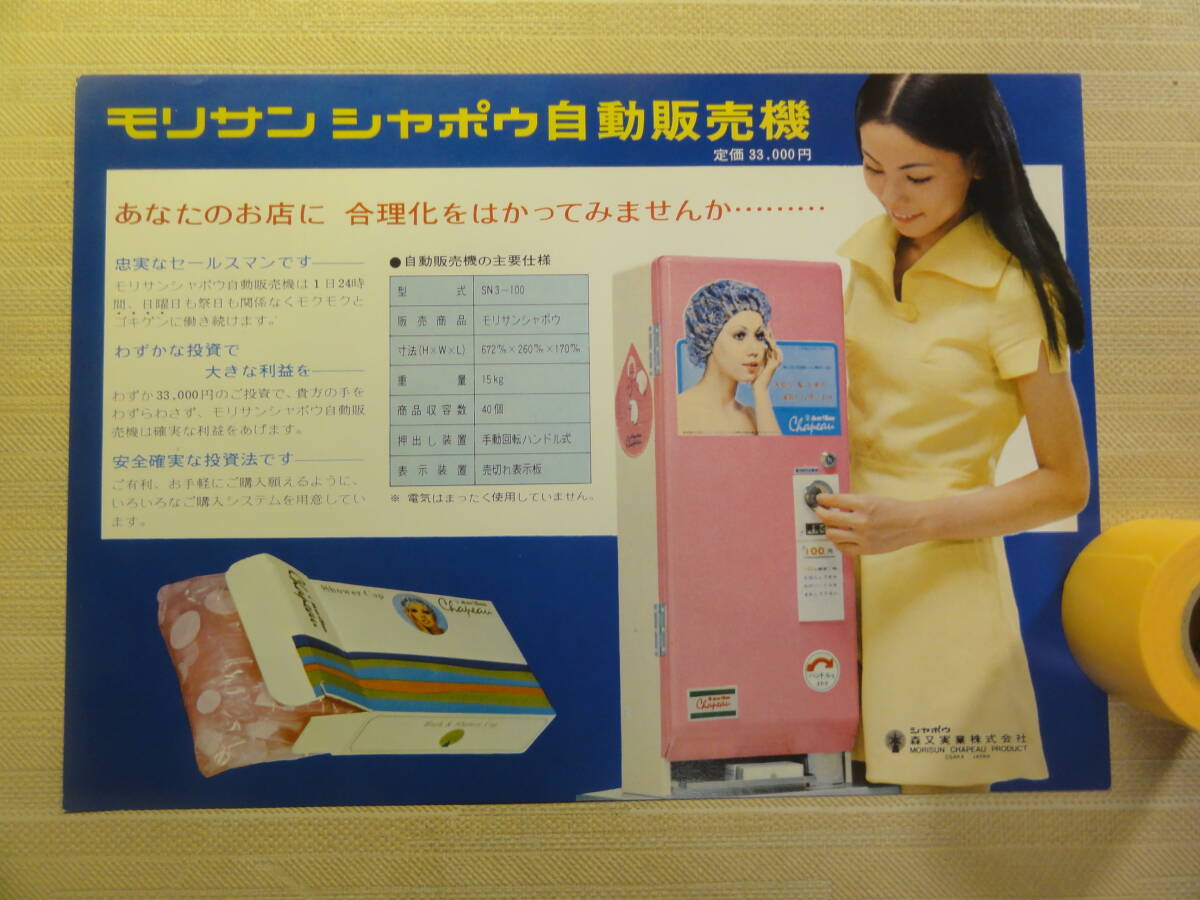 モリサン シャポウ自動販売機
定価 33.000円
あなたのお店に 合理化をはかってみませんか………
忠実なセールスマンです――
モリサンシャポウ自動販売機は1日24時
間、日曜日も祭日も関係なくモクモクと
ゴキゲンに働き続けます。
わずかな投資で
大きな利益を――
わずか33.000円のご投資で、貴方の手を
わずらわさず、モリサンシャポウ自動販
売機は確実な利益をあげます。
安全確実な投資法です――
ご有利、お手軽にご購入願えるように、
いろいろなご購入システムを用意してい
ます。
●自動販売機の主要仕様
型 式 SN3-100
販売商品 モリサンシャポウ
寸法(H×W×L) 672%×260%×170%
重 量 15kg
商品収容数 40個
押出し装置 手動回転ハンドル式
表示装置 売切れ表示板
※ 電気はまったく使用していません。
Chapeau
100円
ハンドルを
Chapeau
Shower Cap
Chapeau
シャポウ
森又実業株式会社
MORISUN CHAPEAU PRODUCT
OSAKA JAPAN